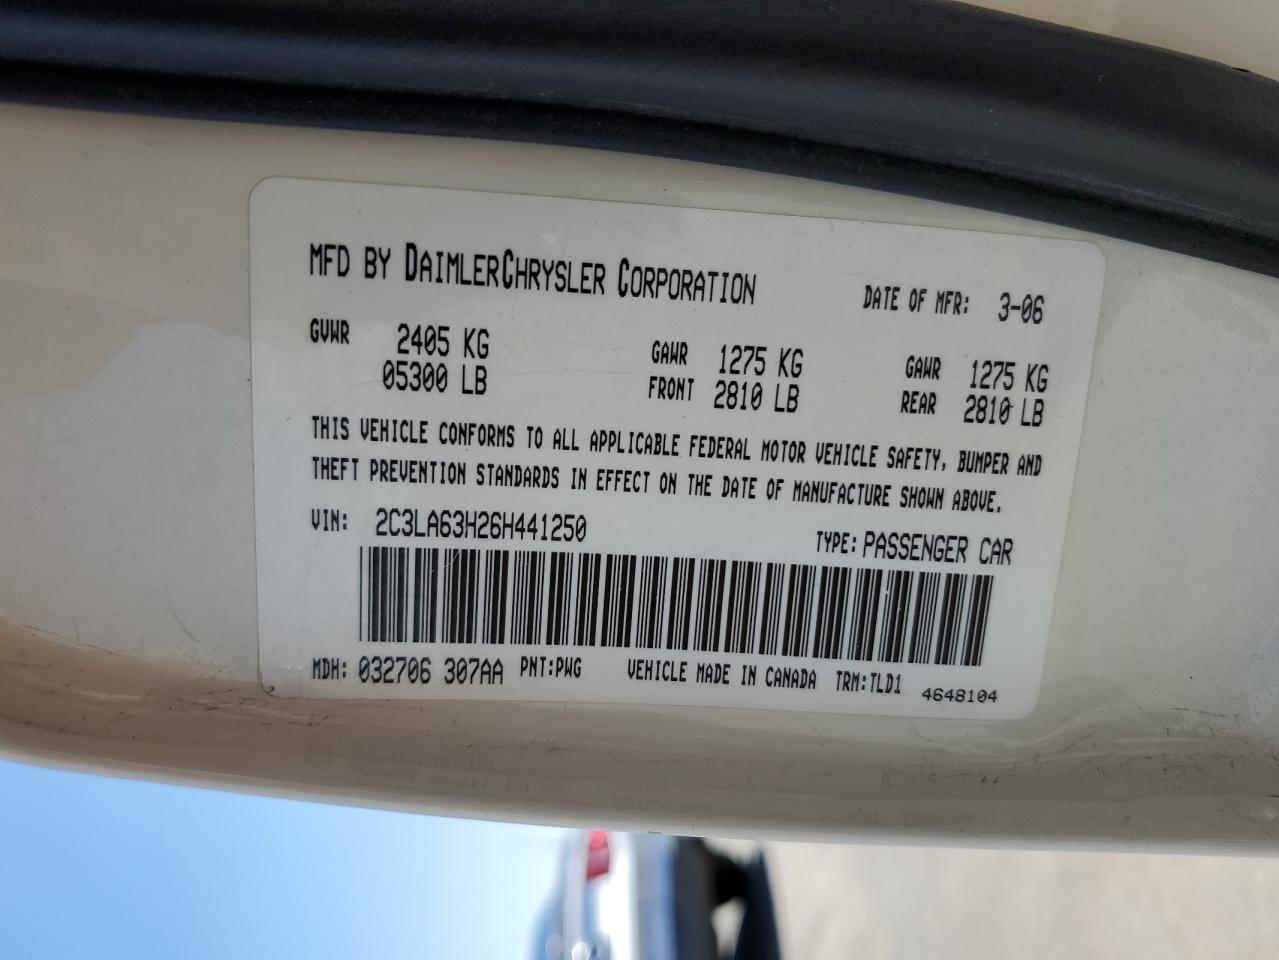 MFD BY DAIMLERCHRYSLER CORPORATION DATE OF MFR: 3-06
GVWR 2405 KG GAWR 1275 KG GAWR 1275 KG
05300 LB FRONT 2810 LB REAR 2810 LB
THIS VEHICLE CONFORMS TO ALL APPLICABLE FEDERAL MOTOR VEHICLE SAFETY, BUMPER AND
THEFT PREVENTION STANDARDS IN EFFECT ON THE DATE OF MANUFACTURE SHOWN ABOVE.
VIN: 2C3LA63H26H441250 TYPE: PASSENGER CAR
MDH: 032706 307AA PNT:PWG VEHICLE MADE IN CANADA TRM:TLD1 4648104